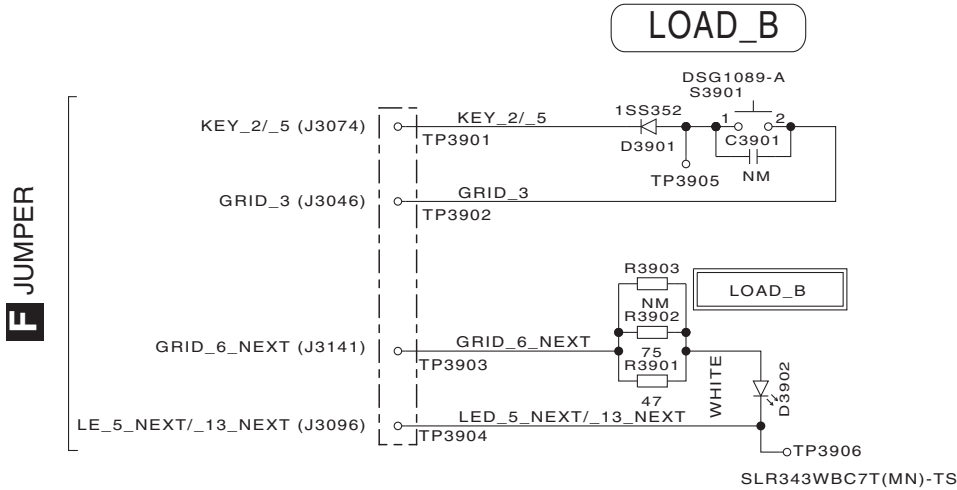 LOAD_B
DSG1089-A
S3901
1SS352
KEY_2/_5 (J3074)
KEY_2/_5
1
2
TP3901
D3901
C3901
TP3905
NM
GRID_3 (J3046)
GRID_3
TP3902
F JUMPER
R3903
LOAD_B
NM
R3902
GRID_6_NEXT (J3141)
GRID_6_NEXT
75
TP3903
R3901
WHITE
D3902
47
LE_5_NEXT/_13_NEXT (J3096)
LED_5_NEXT/_13_NEXT
TP3904
TP3906
SLR343WBC7T(MN)-TS